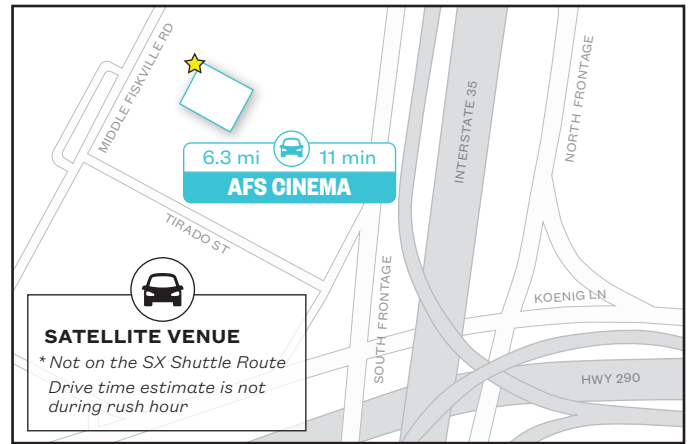 MIDDLE FISKVILLE RD
INTERSTATE 35
NORTH FRONTAGE
6.3 mi 11 min
AFS CINEMA
TIRADO ST
SOUTH FRONTAGE
KOENIG LN
HWY 290
SATELLITE VENUE
* Not on the SX Shuttle Route
Drive time estimate is not
during rush hour